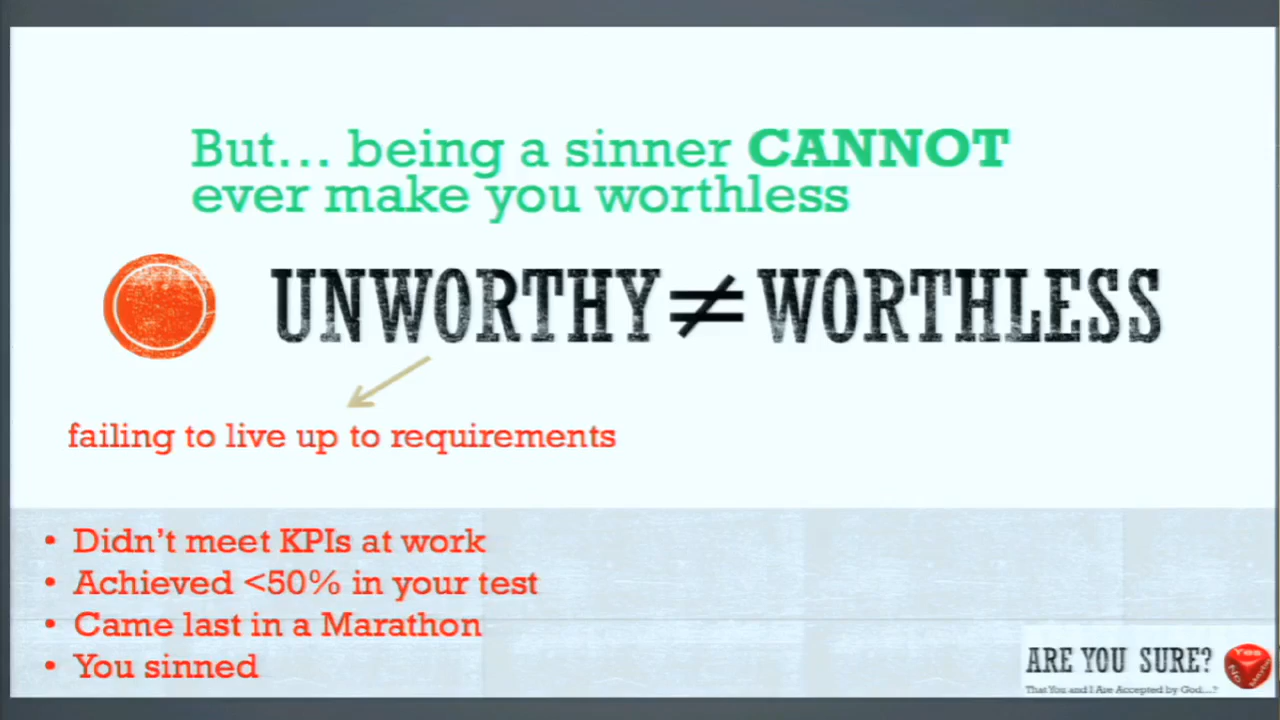 But... being a sinner CANNOT
ever make you worthless
UNWORTHY ≠ WORTHLESS
failing to live up to requirements
• Didn't meet KPIs at work
• Achieved <50% in your test
• Came last in a Marathon
• You sinned
ARE YOU SURE?
That You and I Are Accepted by God...?
Yes
No